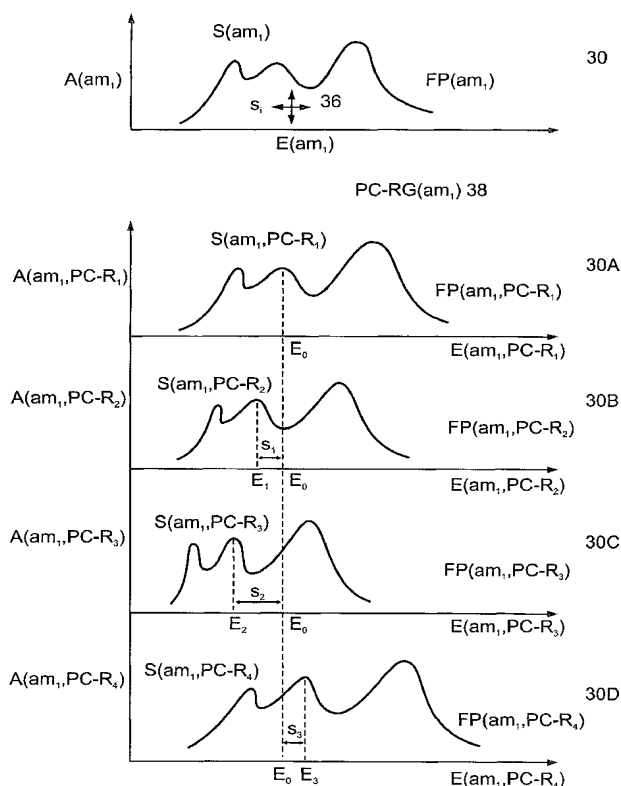 S(am₁)
30
A(am₁)
FP(am₁)
sᵢ
36
E(am₁)
PC-RG(am₁) 38
S(am₁,PC-R₁)
30A
A(am₁,PC-R₁)
FP(am₁,PC-R₁)
E₀
E(am₁,PC-R₁)
A(am₁,PC-R₂)
S(am₁,PC-R₂)
30B
FP(am₁,PC-R₂)
s₁
E₁ E₀
E(am₁,PC-R₂)
A(am₁,PC-R₃)
S(am₁,PC-R₃)
30C
FP(am₁,PC-R₃)
s₂
E₂ E₀
E(am₁,PC-R₃)
S(am₁,PC-R₄)
A(am₁,PC-R₄)
30D
FP(am₁,PC-R₄)
s₃
E₀ E₃
E(am₁,PC-R₄)